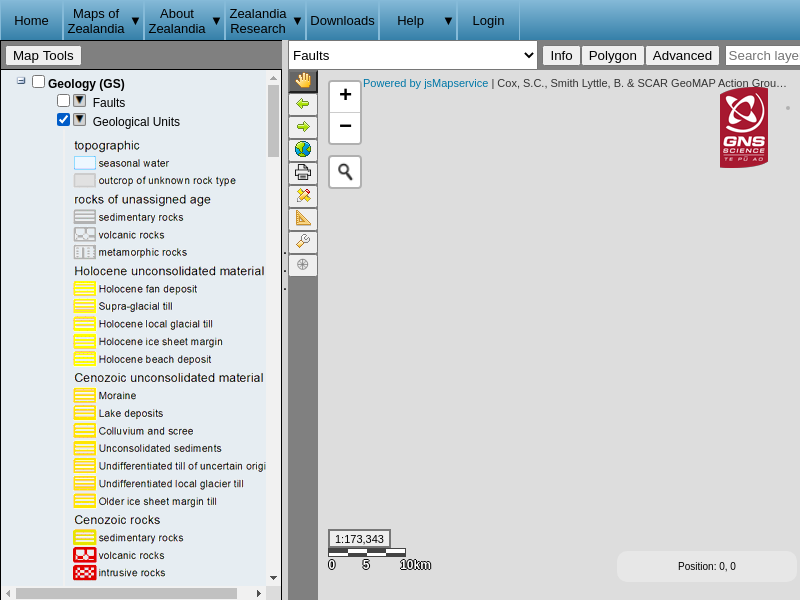 Home
Maps of Zealandia ▼
About Zealandia ▼
Zealandia Research ▼
Downloads
Help ▼
Login
Map Tools
Faults
Info
Polygon
Advanced
Search laye
Geology (GS)
Faults
Geological Units
topographic
seasonal water
outcrop of unknown rock type
rocks of unassigned age
sedimentary rocks
volcanic rocks
metamorphic rocks
Holocene unconsolidated material
Holocene fan deposit
Supra-glacial till
Holocene local glacial till
Holocene ice sheet margin
Holocene beach deposit
Cenozoic unconsolidated material
Moraine
Lake deposits
Colluvium and scree
Unconsolidated sediments
Undifferentiated till of uncertain origi
Undifferentiated local glacier till
Older ice sheet margin till
Cenozoic rocks
sedimentary rocks
volcanic rocks
intrusive rocks
+
−
Powered by jsMapservice | Cox, S.C., Smith Lyttle, B. & SCAR GeoMAP Action Grou…
GNS
SCIENCE
TE PŪ AO
1:173,343
0 5 10km
Position: 0, 0